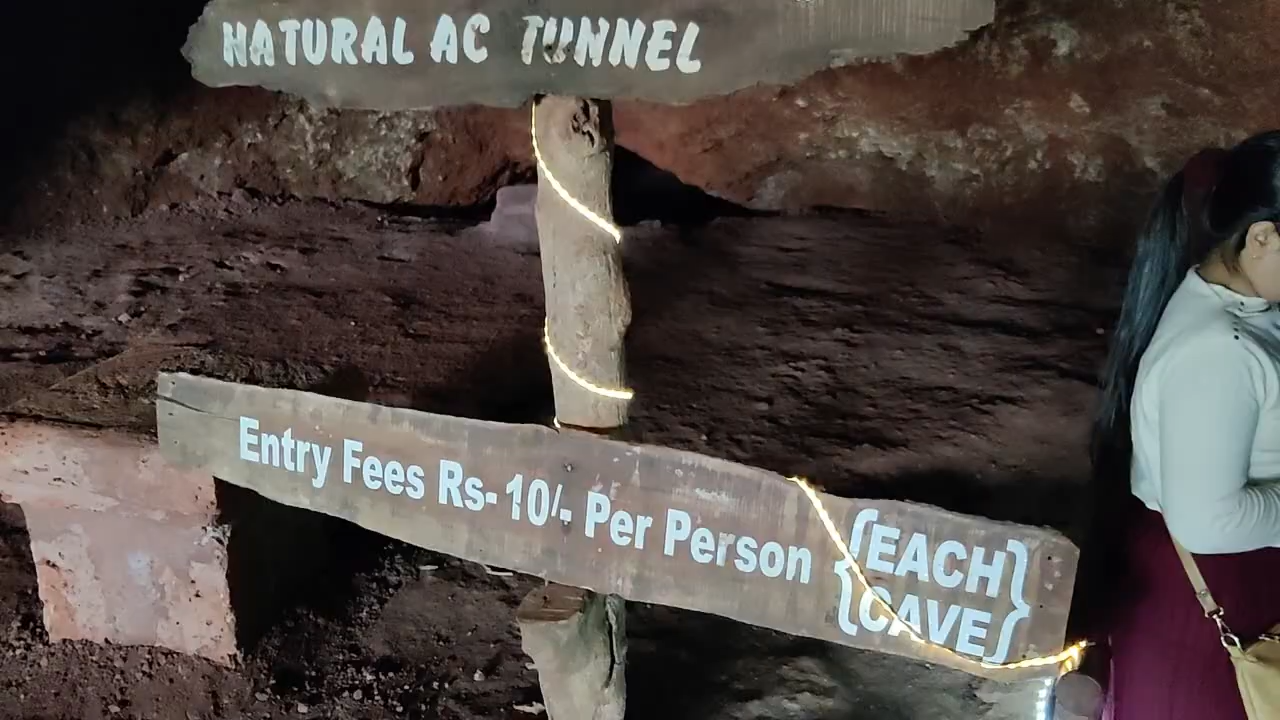 NATURAL AC TUNNEL
Entry Fees Rs-10/- Per Person {EACH
CAVE}